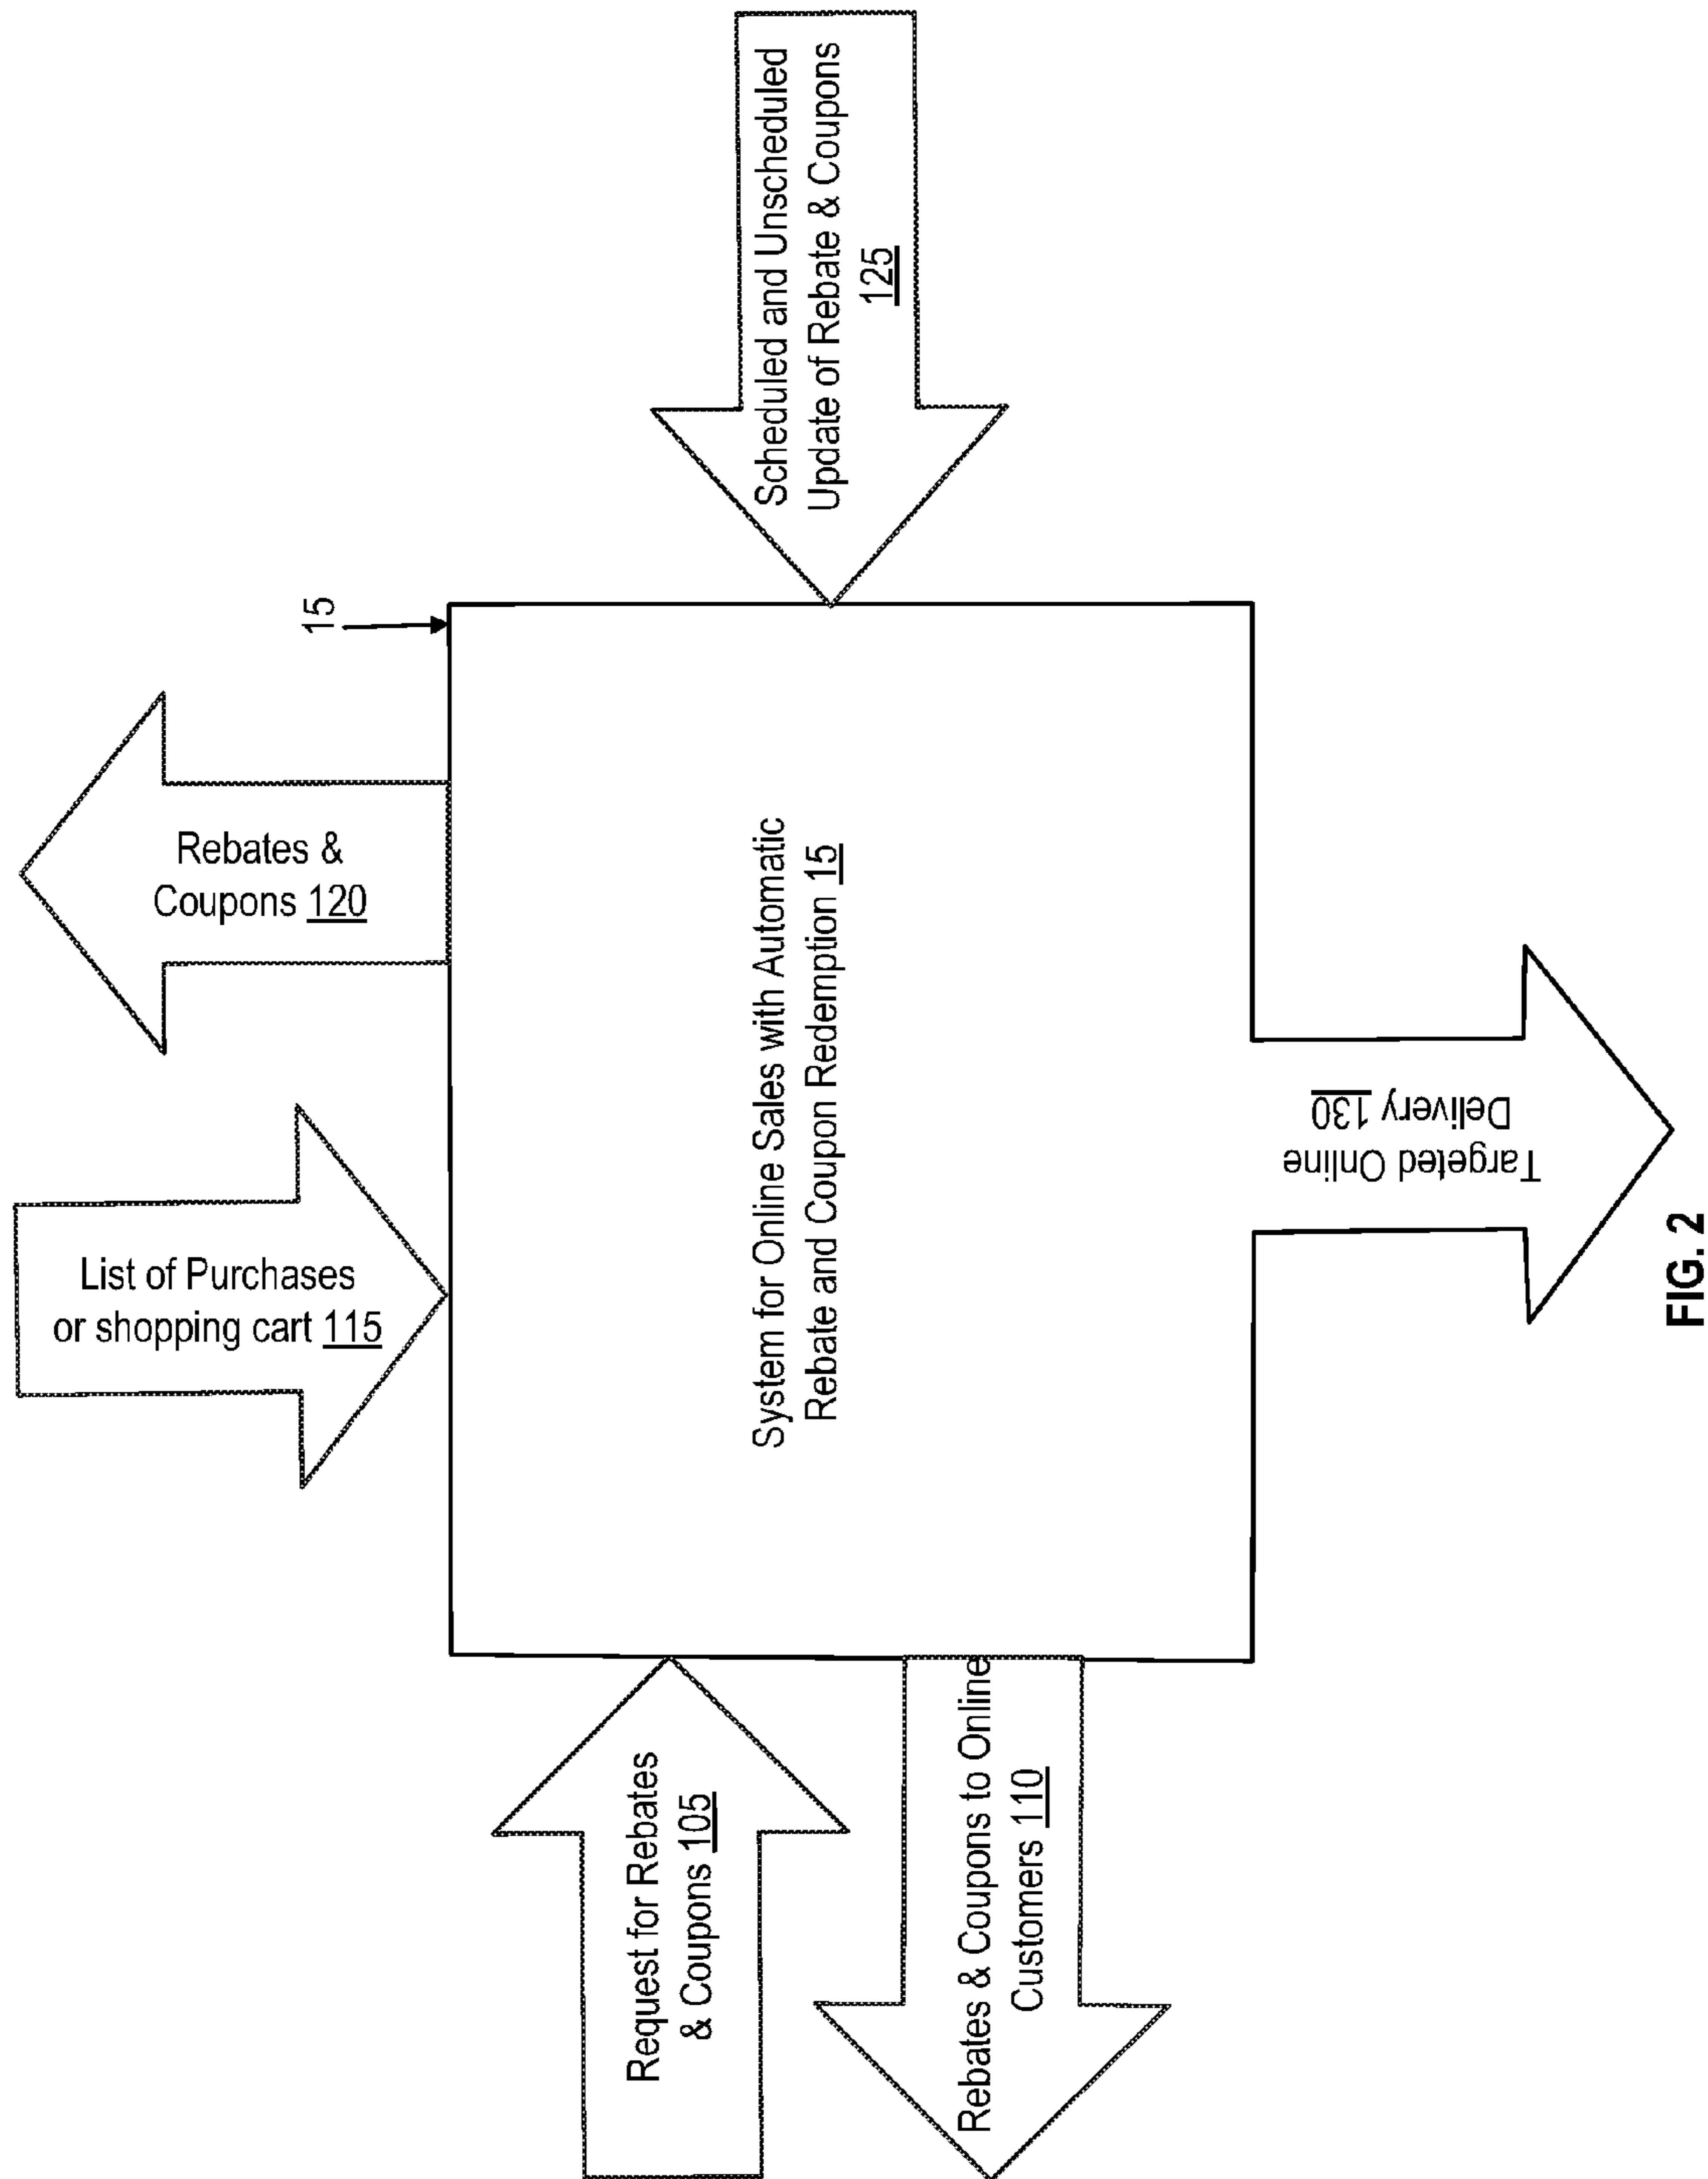 List of Purchases
or shopping cart 115
Rebates &
Coupons 120
15
Request for Rebates
& Coupons 105
System for Online Sales with Automatic
Rebate and Coupon Redemption 15
Scheduled and Unscheduled
Update of Rebate & Coupons
125
Rebates & Coupons to Online
Customers 110
Targeted Online
Delivery 130
FIG. 2